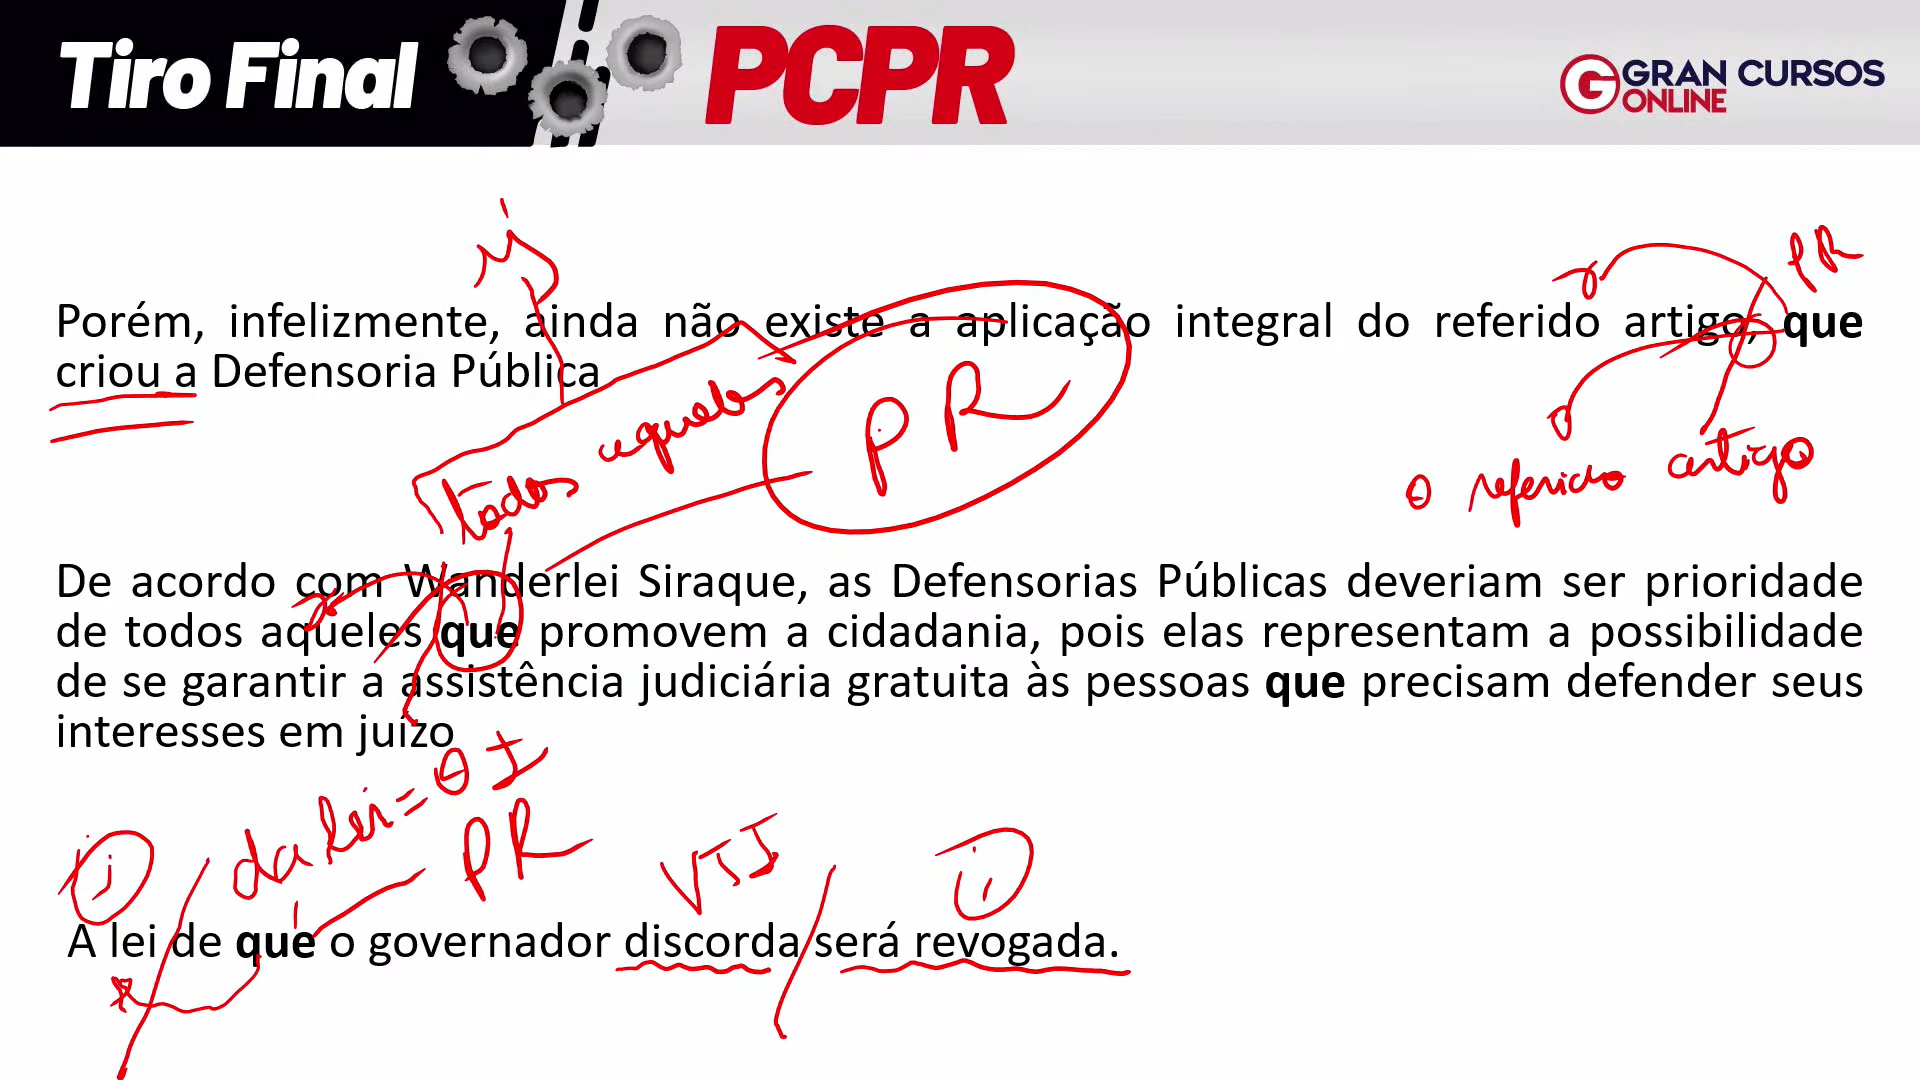 Tiro Final PCPR GRAN CURSOS
ONLINE
PR
Porém, infelizmente, ainda não existe a aplicação integral do referido artigo, que
criou a Defensoria Pública
PR
todos aqueles
o referido artigo
De acordo com Wanderlei Siraque, as Defensorias Públicas deveriam ser prioridade
de todos aqueles que promovem a cidadania, pois elas representam a possibilidade
de se garantir a assistência judiciária gratuita às pessoas que precisam defender seus
interesses em juízo
da lei = OI
PR
VTI
A lei de que o governador discorda será revogada.